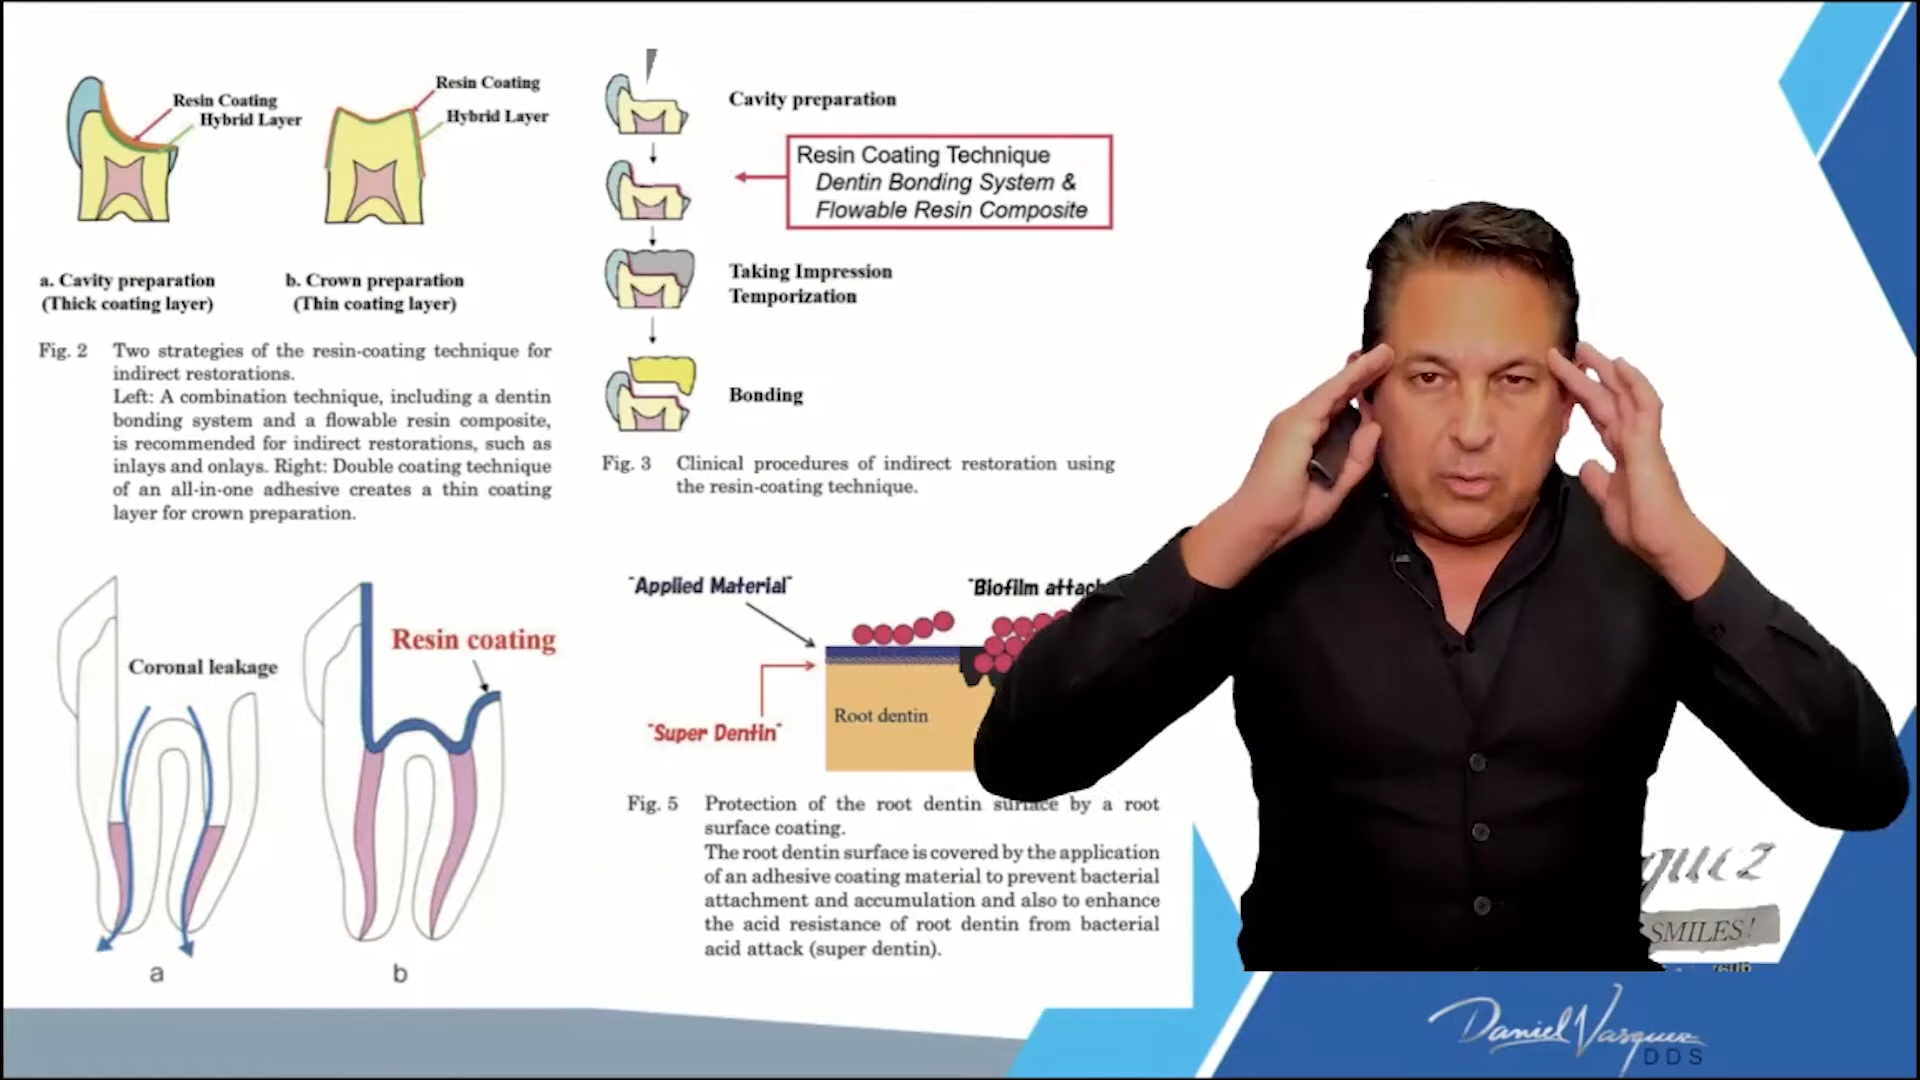 Resin Coating
Hybrid Layer
Resin Coating
Hybrid Layer
a. Cavity preparation
(Thick coating layer)
b. Crown preparation
(Thin coating layer)
Fig. 2 Two strategies of the resin-coating technique for
indirect restorations.
Left: A combination technique, including a dentin
bonding system and a flowable resin composite,
is recommended for indirect restorations, such as
inlays and onlays. Right: Double coating technique
of an all-in-one adhesive creates a thin coating
layer for crown preparation.
Cavity preparation
Resin Coating Technique
Dentin Bonding System &
Flowable Resin Composite
Taking Impression
Temporization
Bonding
Fig. 3 Clinical procedures of indirect restoration using
the resin-coating technique.
Coronal leakage
a
Resin coating
b
"Applied Material"
"Biofilm attach
"Super Dentin"
Root dentin
Fig. 5 Protection of the root dentin surface by a root
surface coating.
The root dentin surface is covered by the application
of an adhesive coating material to prevent bacterial
attachment and accumulation and also to enhance
the acid resistance of root dentin from bacterial
acid attack (super dentin).
SMILES!
Daniel Vasquez
DDS